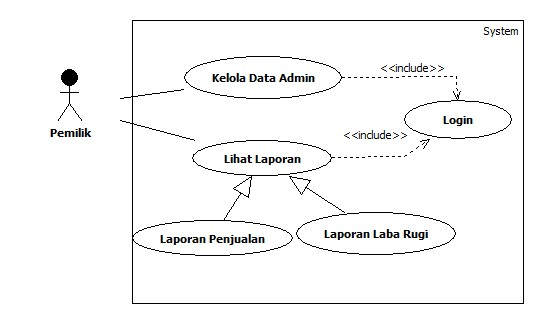 System
<<include>>
Kelola Data Admin
Login
Pemilik
<<include>>
Lihat Laporan
Laporan Penjualan
Laporan Laba Rugi